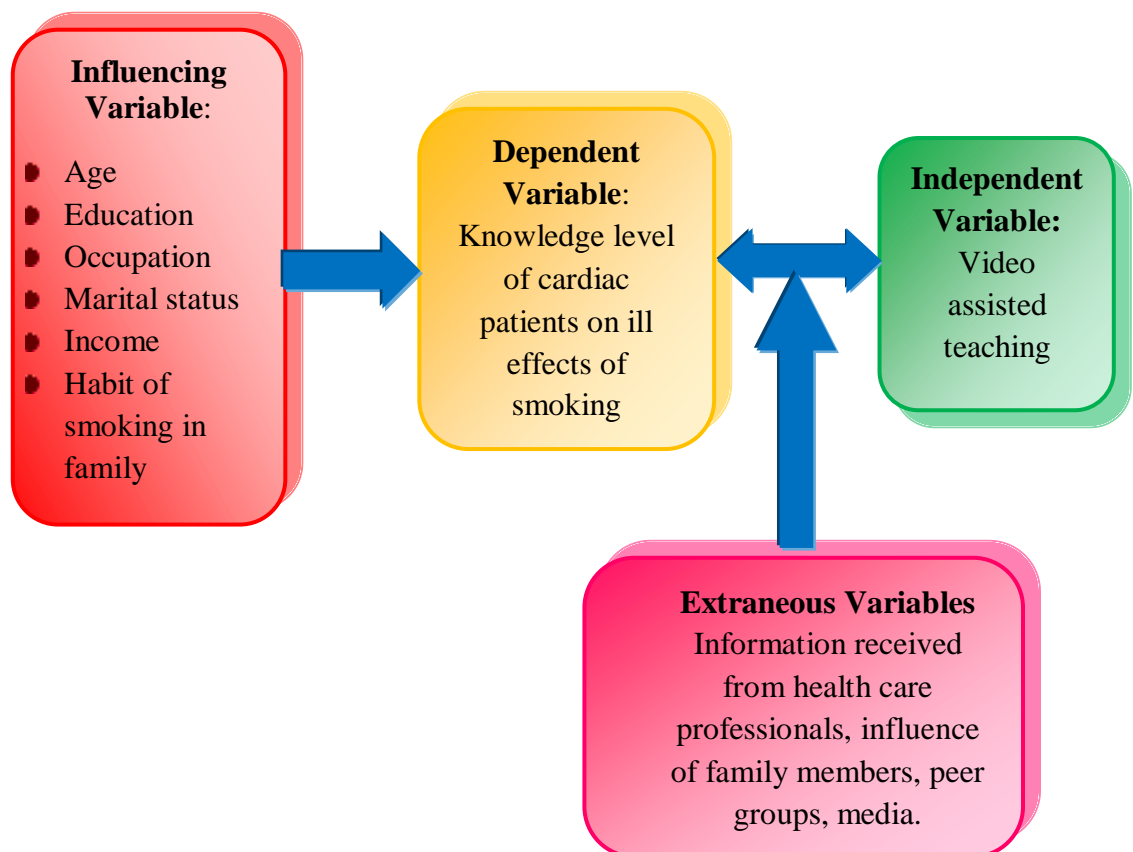 Influencing
Variable:
Age
Education
Occupation
Marital status
Income
Habit of
smoking in
family
Dependent
Variable:
Knowledge level
of cardiac
patients on ill
effects of
smoking
Independent
Variable:
Video
assisted
teaching
Extraneous Variables
Information received
from health care
professionals, influence
of family members, peer
groups, media.